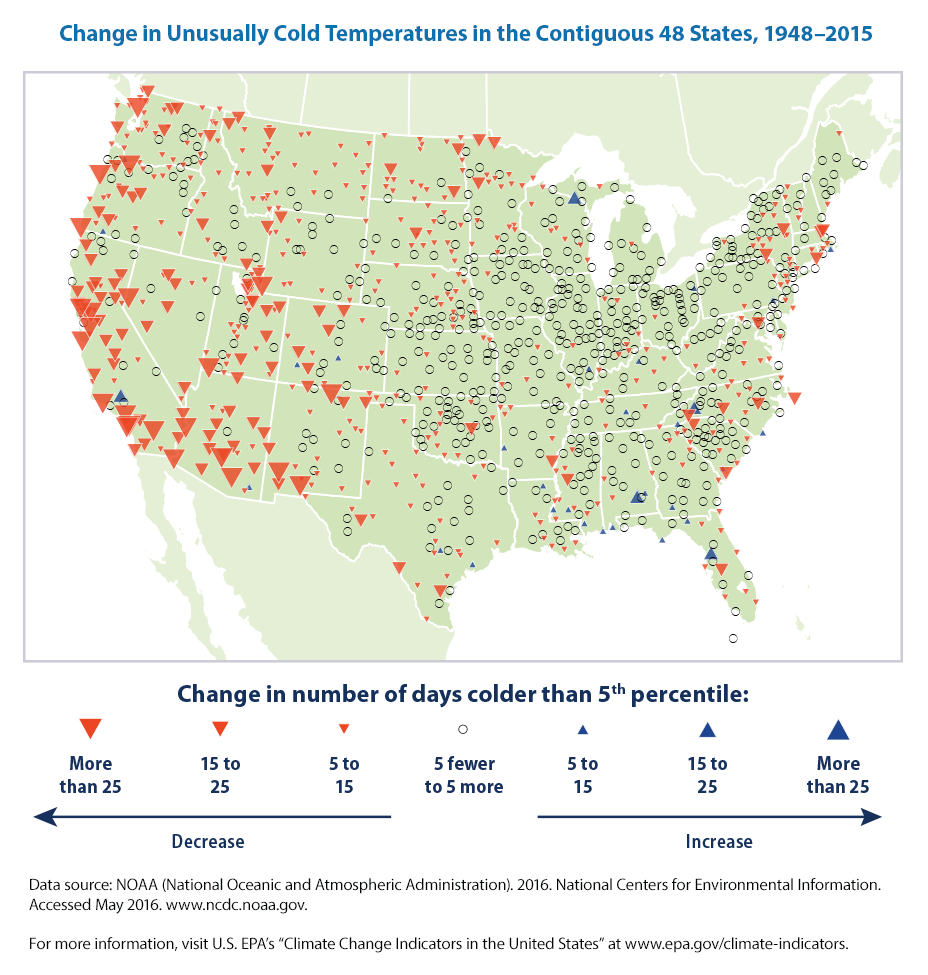 Change in Unusually Cold Temperatures in the Contiguous 48 States, 1948–2015
Change in number of days colder than 5th percentile:
More than 25
15 to 25
5 to 15
5 fewer to 5 more
5 to 15
15 to 25
More than 25
Decrease
Increase
Data source: NOAA (National Oceanic and Atmospheric Administration). 2016. National Centers for Environmental Information.
Accessed May 2016. www.ncdc.noaa.gov.
For more information, visit U.S. EPA’s “Climate Change Indicators in the United States” at www.epa.gov/climate-indicators.